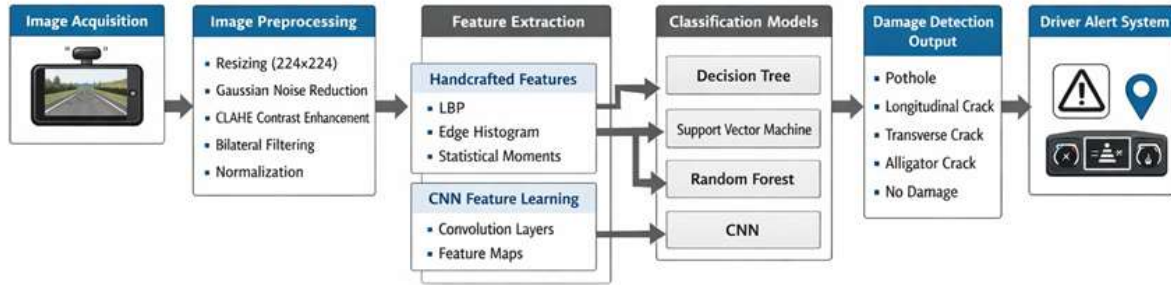 Image Acquisition
Image Preprocessing
Resizing (224x224)
Gaussian Noise Reduction
CLAHE Contrast Enhancement
Bilateral Filtering
Normalization
Feature Extraction
Handcrafted Features
LBP
Edge Histogram
Statistical Moments
CNN Feature Learning
Convolution Layers
Feature Maps
Classification Models
Decision Tree
Support Vector Machine
Random Forest
CNN
Damage Detection
Output
Pothole
Longitudinal Crack
Transverse Crack
Alligator Crack
No Damage
Driver Alert System